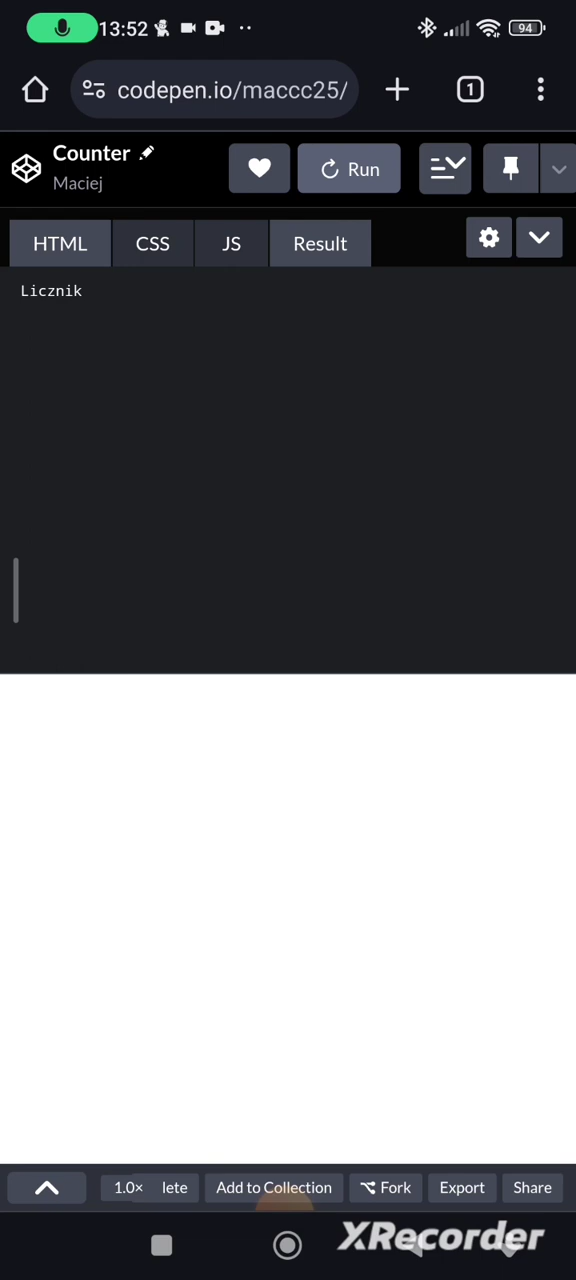 13:52 94
codepen.io/maccc25/ 1
Counter
Maciej
Run
HTML CSS JS Result
Licznik
1.0× lete Add to Collection Fork Export Share
XRecorder